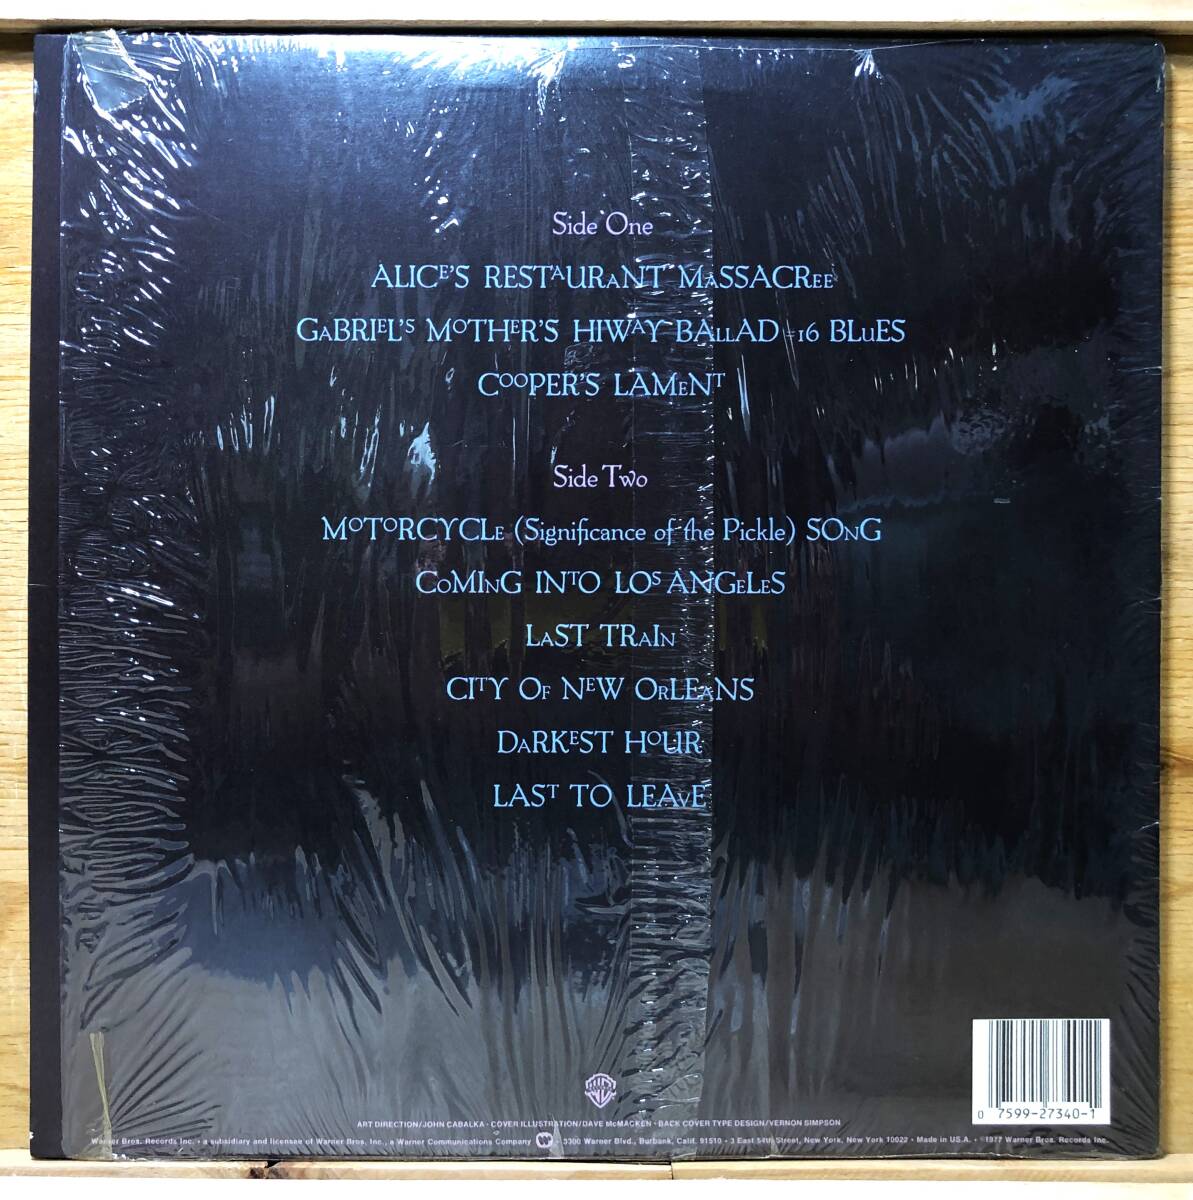 Side One
ALICE'S RESTAURANT MASSACREE
GABRIEL'S MOTHER'S HIWAY BALLAD #16 BLUES
COOPER'S LAMENT
Side Two
MOTORCYCLE (Significance of the Pickle) SONG
COMING INTO LOS ANGELES
LAST TRAIN
CITY OF NEW ORLEANS
DARKEST HOUR
LAST TO LEAVE
0 7599-27340-1
ART DIRECTION/JOHN CABALKA • COVER ILLUSTRATION/DAVE McMACKEN • BACK COVER TYPE DESIGN/VERNON SIMPSON
Warner Bros. Records Inc. • a subsidiary and licensee of Warner Bros. Inc., a Warner Communications Company • 3300 Warner Blvd., Burbank, Calif. 91510 • 3 East 54th Street, New York, New York 10022 • Made in U.S.A. • ©1977 Warner Bros. Records Inc.